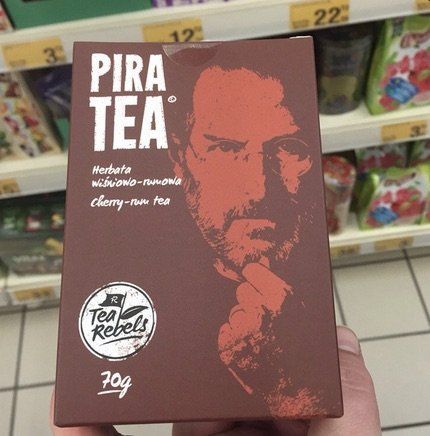 PIRA
TEA©
Herbata
wiśniowo-rumowa
Cherry-rum tea
R
Tea
Rebels
70g
12
22